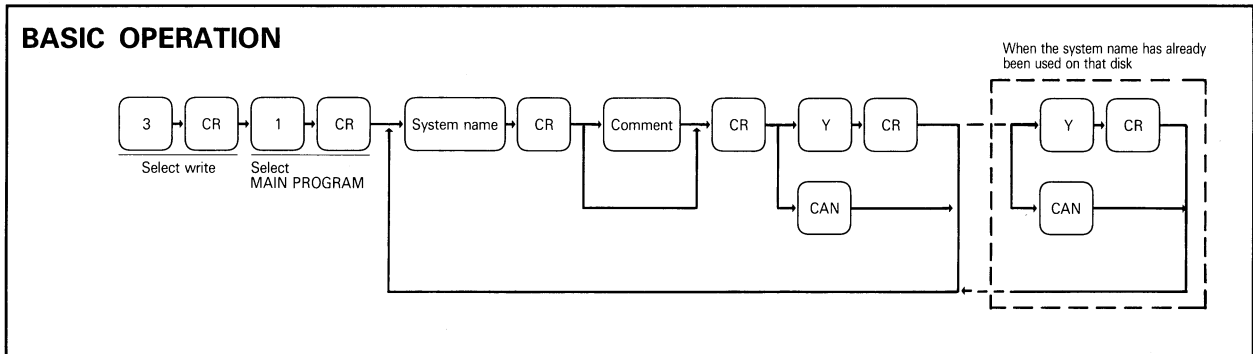 BASIC OPERATION
When the system name has already
been used on that disk
3 CR 1 CR System name CR Comment CR Y CR Y CR
Select write
Select
MAIN PROGRAM
CAN CAN